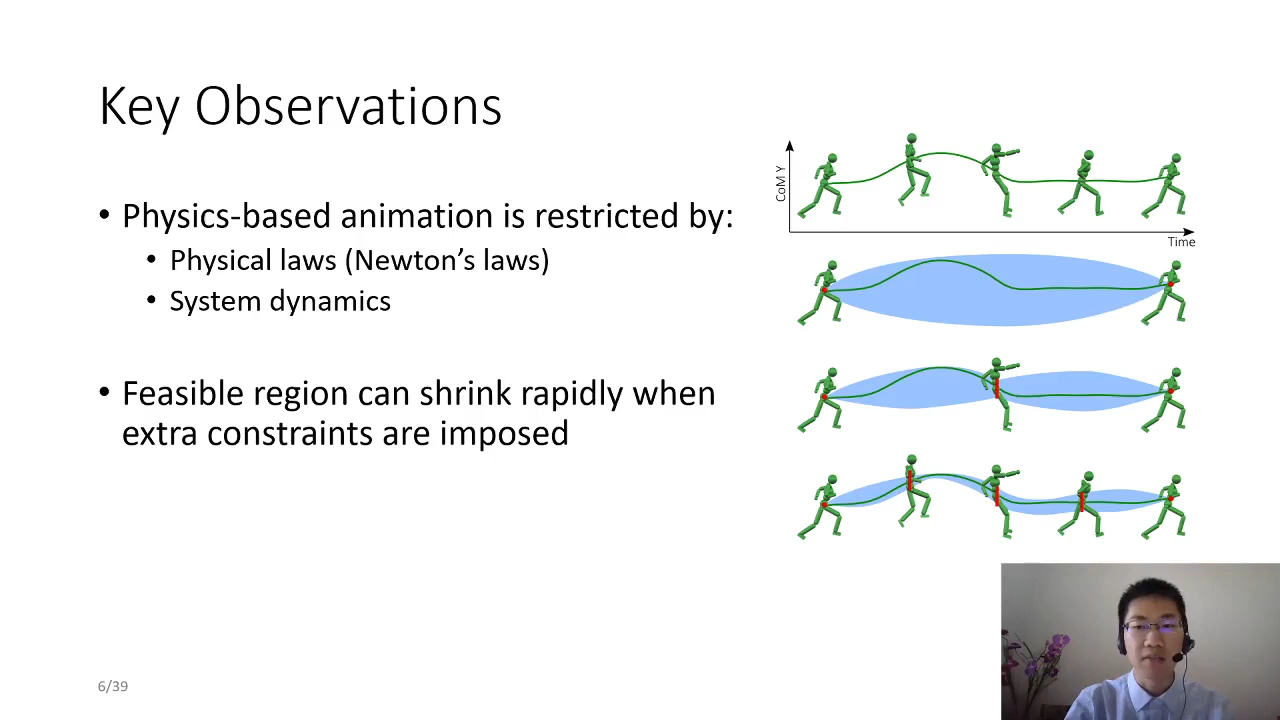 Key Observations
• Physics-based animation is restricted by:
• Physical laws (Newton’s laws)
• System dynamics
• Feasible region can shrink rapidly when
extra constraints are imposed
CoM Y
Time
6/39